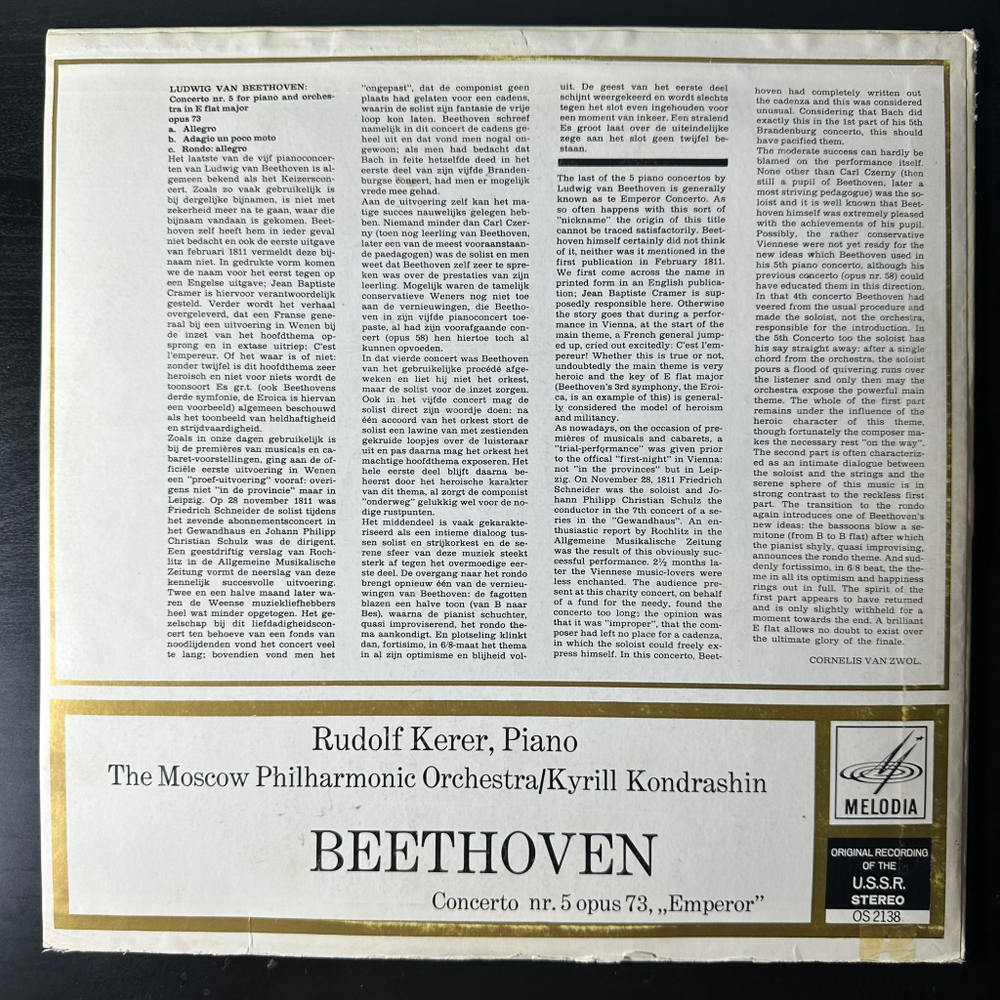 LUDWIG VAN BEETHOVEN:
Concerto nr. 5 for piano and orches-
tra in E flat major
opus 73
a. Allegro
b. Adagio un poco moto
c. Rondo: allegro
Het laatste van de vijf pianoconcer-
ten van Ludwig van Beethoven is al-
gemeen bekend als het Keizersconcert.
cert. Zoals zo vaak gebruikelijk is
bij dergelijke bijnamen, is niet met
zekerheid meer na te gaan, waar die
bijnaam vandaan is gekomen. Beet-
hoven zelf heeft hem in ieder geval
niet bedacht en ook de eerste uitgave
van februari 1811 vermeldt deze bij-
naam niet. In gedrukte vorm komen
we de naam voor het eerst tegen op
een Engelse uitgave; Jean Baptiste
Cramer is hiervoor verantwoordelijk
gesteld. Verder wordt het verhaal
overgeleverd, dat een Franse gene-
raal bij een uitvoering in Wenen bij
de inzet van het hoofdthema op-
sprong en in extase uitriep: C'est
l'empereur. Of het waar is of niet:
zonder twijfel is dit hoofdthema zeer
heroisch en niet voor niets wordt de
toonsoort Es gr.t. (ook Beethovens
derde symfonie, de Eroica is hiervan
een voorbeeld) algemeen beschouwd
als het toonbeeld van heldhaftigheid
en strijdvaardigheid.
Zoals in onze dagen gebruikelijk is
bij de premières van musicals en ca-
baret-voorstellingen, ging aan de of-
ficiële eerste uitvoering in Wenen
een "proef-uitvoering" vooraf: overi-
gens niet "in de provincie" maar in
Leipzig. Op 28 november 1811 was
Friedrich Schneider de solist tijdens
het zevende abonnementsconcert in
het Gewandhaus en Johann Philipp
Christian Schulz was de dirigent.
Een geestdriftig verslag van Roch-
litz in de Allgemeine Musikalische
Zeitung vormt de neerslag van deze
kennelijk succesvolle uitvoering.
Twee en een halve maand later wa-
ren de Weense muziekliefhebbers
heel wat minder opgetogen. Het ge-
zelschap bij dit liefdadigheidscon-
cert ten behoeve van een fonds van
noodlijdenden vond het concert veel
te lang; bovendien vond men het
"ongepast", dat de componist geen
plaats had gelaten voor een cadens,
waarin de solist zijn fantasie de vrije
loop kon laten. Beethoven schreef
namelijk in dit concert de cadens ge-
heel uit en dat vond men nogal on-
gewoon; als men had bedacht dat
Bach in feite hetzelfde deed in het
eerste deel van zijn vijfde Branden-
burgse concert, had men er mogelijk
vrede mee gehad.
Aan de uitvoering zelf kan het ma-
tige succes nauwelijks gelegen heb-
ben. Niemand minder dan Carl Czer-
ny (toen nog leerling van Beethoven,
later een van de meest vooraanstaan-
de paedagogen) was de solist en men
weet dat Beethoven zelf zeer te spre-
ken was over de prestaties van zijn
leerling. Mogelijk waren de tamelijk
conservatieve Weners nog niet toe
aan de vernieuwingen, die Beetho-
ven in zijn vijfde pianoconcert toe-
paste, al had zijn voorafgaande con-
cert (opus 58) hen hiertoe toch al
kunnen opvoeden.
In dat vierde concert was Beethoven
van het gebruikelijke procédé afge-
weken en liet hij niet het orkest,
maar de solist voor de inzet zorgen.
Ook in het vijfde concert mag de
solist direct zijn woordje doen: na
één accoord van het orkest stort de
solist een lawine van met zestienden
gekruide loopjes over de luisteraar
uit en pas daarna mag het orkest het
machtige hoofdthema exposeren. Het
hele eerste deel blijft daarna be-
heerst door het heroische karakter
van dit thema, al zorgt de componist
"onderweg" gelukkig wel voor de no-
dige rustpunten.
Het middendeel is vaak gekarakte-
riseerd als een intieme dialoog tus-
sen solist en strijkorkest en de se-
rene sfeer van deze muziek steekt
sterk af tegen het overmoedige eer-
ste deel. De overgang naar het rondo
brengt opnieuw één van de vernieu-
wingen van Beethoven: de fagotten
blazen een halve toon (van B naar
Bes), waarna de pianist schuchter,
quasi improviserend, het rondo the-
ma aankondigt. En plotseling klinkt
dan, fortisimo, in 6/8-maat het thema
in al zijn optimisme en blijheid vol-
uit. De geest van het eerste deel
schijnt weergekeerd en wordt slechts
tegen het slot even ingehouden voor
een moment van inkeer. Een stralend
Es groot laat over de uiteindelijke
zege aan het slot geen twijfel be-
staan.
The last of the 5 piano concertos by
Ludwig van Beethoven is generally
known as te Emperor Concerto. As
so often happens with this sort of
"nickname" the origin of this title
cannot be traced satisfactorily. Beet-
hoven himself certainly did not think
of it, neither was it mentioned in the
first publication in February 1811.
We first come across the name in
printed form in an English publica-
tion; Jean Baptiste Cramer is sup-
posedly responsible here. Otherwise
the story goes that during a perfor-
mance in Vienna, at the start of the
main theme, a French general jump-
ed up, cried out excitedly: C'est l'em-
pereur! Whether this is true or not,
undoubtedly the main theme is very
heroic and the key of E flat major
(Beethoven's 3rd symphony, the Eroi-
ca, is an example of this) is general-
ly considered the model of heroism
and militancy.
As nowadays, on the occasion of pre-
mières of musicals and cabarets, a
"trial-performance" was given prior
to the offical "first-night" in Vienna:
not "in the provinces" but in Leip-
zig. On November 28, 1811 Friedrich
Schneider was the soloist and Jo-
hann Philipp Christian Schulz the
conductor in the 7th concert of a se-
ries in the "Gewandhaus". An en-
thusiastic report by Rochlitz in the
Allgemeine Musikalische Zeitung
was the result of this obviously suc-
cessful performance. 2½ months la-
ter the Viennese music-lovers were
less enchanted. The audience pre-
sent at this charity concert, on behalf
of a fund for the needy, found the
concerto too long; the opinion was
that it was "improper", that the com-
poser had left no place for a cadenza,
in which the soloist could freely ex-
press himself. In this concerto, Beet-
hoven had completely written out
the cadenza and this was considered
unusual. Considering that Bach did
exactly this in the 1st part of his 5th
Brandenburg concerto, this should
have pacified them.
The moderate success can hardly be
blamed on the performance itself.
None other than Carl Czerny (then
still a pupil of Beethoven, later a
most striving pedagogue) was the so-
loist and it is well known that Beet-
hoven himself was extremely pleased
with the achievements of his pupil.
Possibly, the rather conservative
Viennese were not yet ready for the
new ideas which Beethoven used in
his 5th piano concerto, although his
previous concerto (opus nr. 58) could
have educated them in this direction.
In that 4th concerto Beethoven had
veered from the usual procedure and
made the soloist, not the orchestra,
responsible for the introduction. In
the 5th Concerto too the soloist has
his say straight away: after a single
chord from the orchestra, the soloist
pours a flood of quivering runs over
the listener and only then may the
orchestra expose the powerful main
theme. The whole of the first part
remains under the influence of the
heroic character of this theme,
though fortunately the composer ma-
kes the necessary rest "on the way".
The second part is often characteriz-
ed as an intimate dialogue between
the soloist and the strings and the
serene sphere of this music is in
strong contrast to the reckless first
part. The transition to the rondo
again introduces one of Beethoven's
new ideas: the bassoons blow a se-
mitone (from B to B flat) after which
the pianist shyly, quasi improvising,
announces the rondo theme. And sud-
denly fortissimo, in 6/8 beat, the the-
me in all its optimism and happiness
rings out in full. The spirit of the
first part appears to have returned
and is only slightly withheld for a
moment towards the end. A brilliant
E flat allows no doubt to exist over
the ultimate glory of the finale.
CORNELIS VAN ZWOL.
Rudolf Kerer, Piano
The Moscow Philharmonic Orchestra/Kyrill Kondrashin
BEETHOVEN
Concerto nr. 5 opus 73, „Emperor"
MELODIA
ORIGINAL RECORDING
OF THE
U.S.S.R.
STEREO
OS 2138